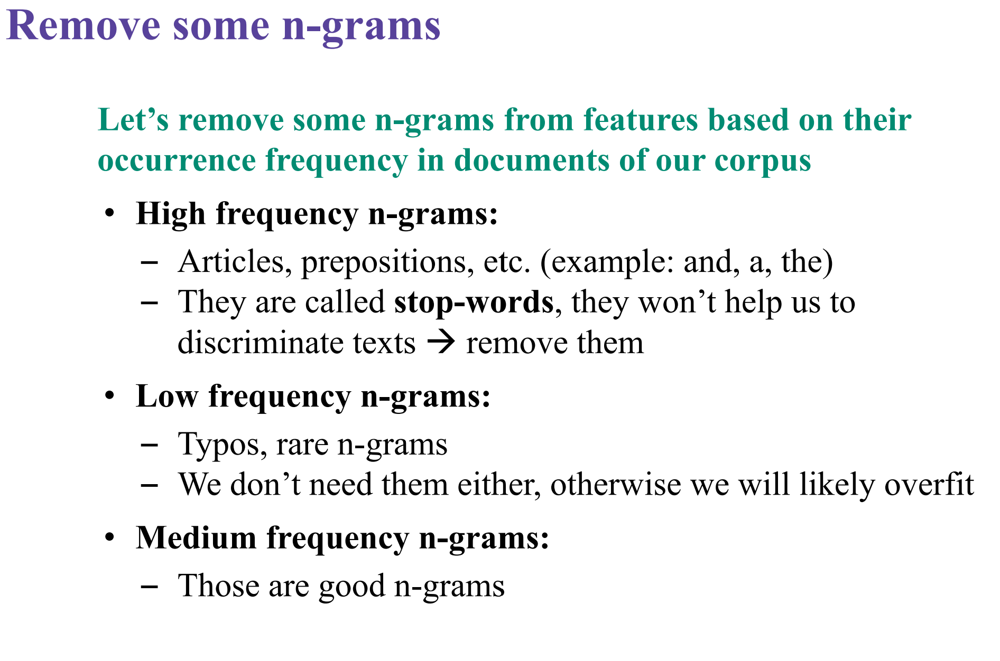 Remove some n-grams
Let’s remove some n-grams from features based on their
occurrence frequency in documents of our corpus
• High frequency n-grams:
– Articles, prepositions, etc. (example: and, a, the)
– They are called stop-words, they won’t help us to
discriminate texts → remove them
• Low frequency n-grams:
– Typos, rare n-grams
– We don’t need them either, otherwise we will likely overfit
• Medium frequency n-grams:
– Those are good n-grams